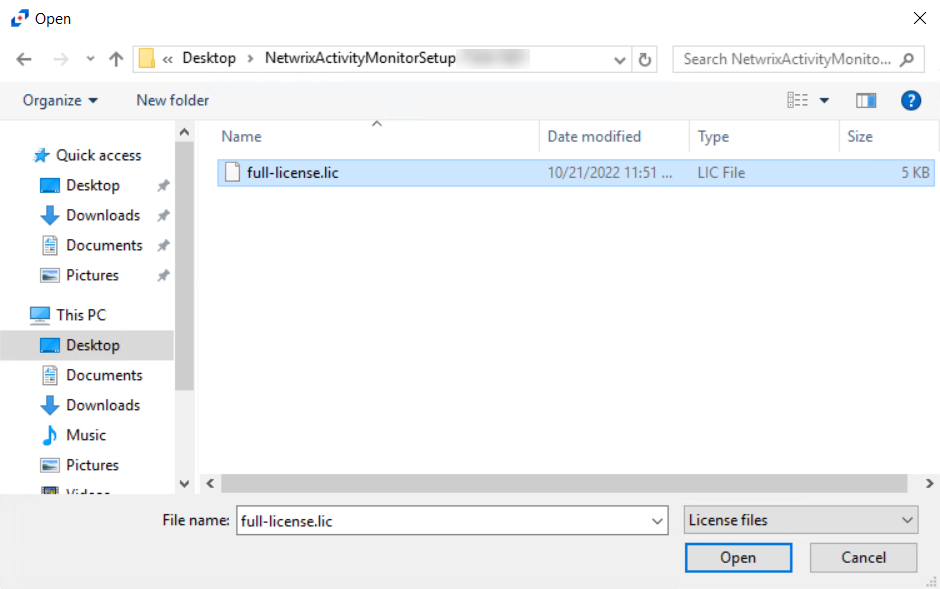 Open
« Desktop > NetwrixActivityMonitorSetup
Search NetwrixActivityMonito...
Organize
New folder
Name
Date modified
Type
Size
full-license.lic
10/21/2022 11:51 ...
LIC File
5 KB
Quick access
Desktop
Downloads
Documents
Pictures
This PC
Desktop
Documents
Downloads
Music
Pictures
Videos
File name:
full-license.lic
License files
Open
Cancel